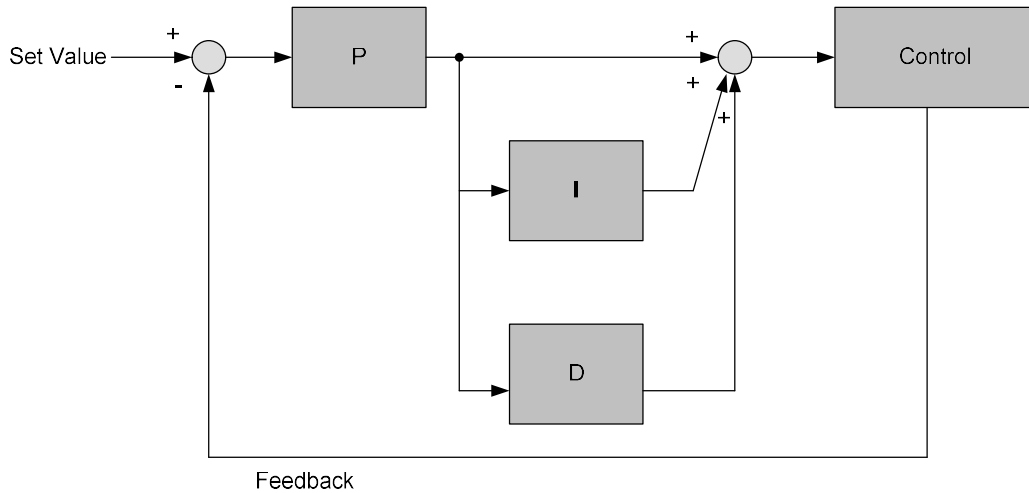 +
Set Value
-
P
+
+
+
Control
I
D
Feedback